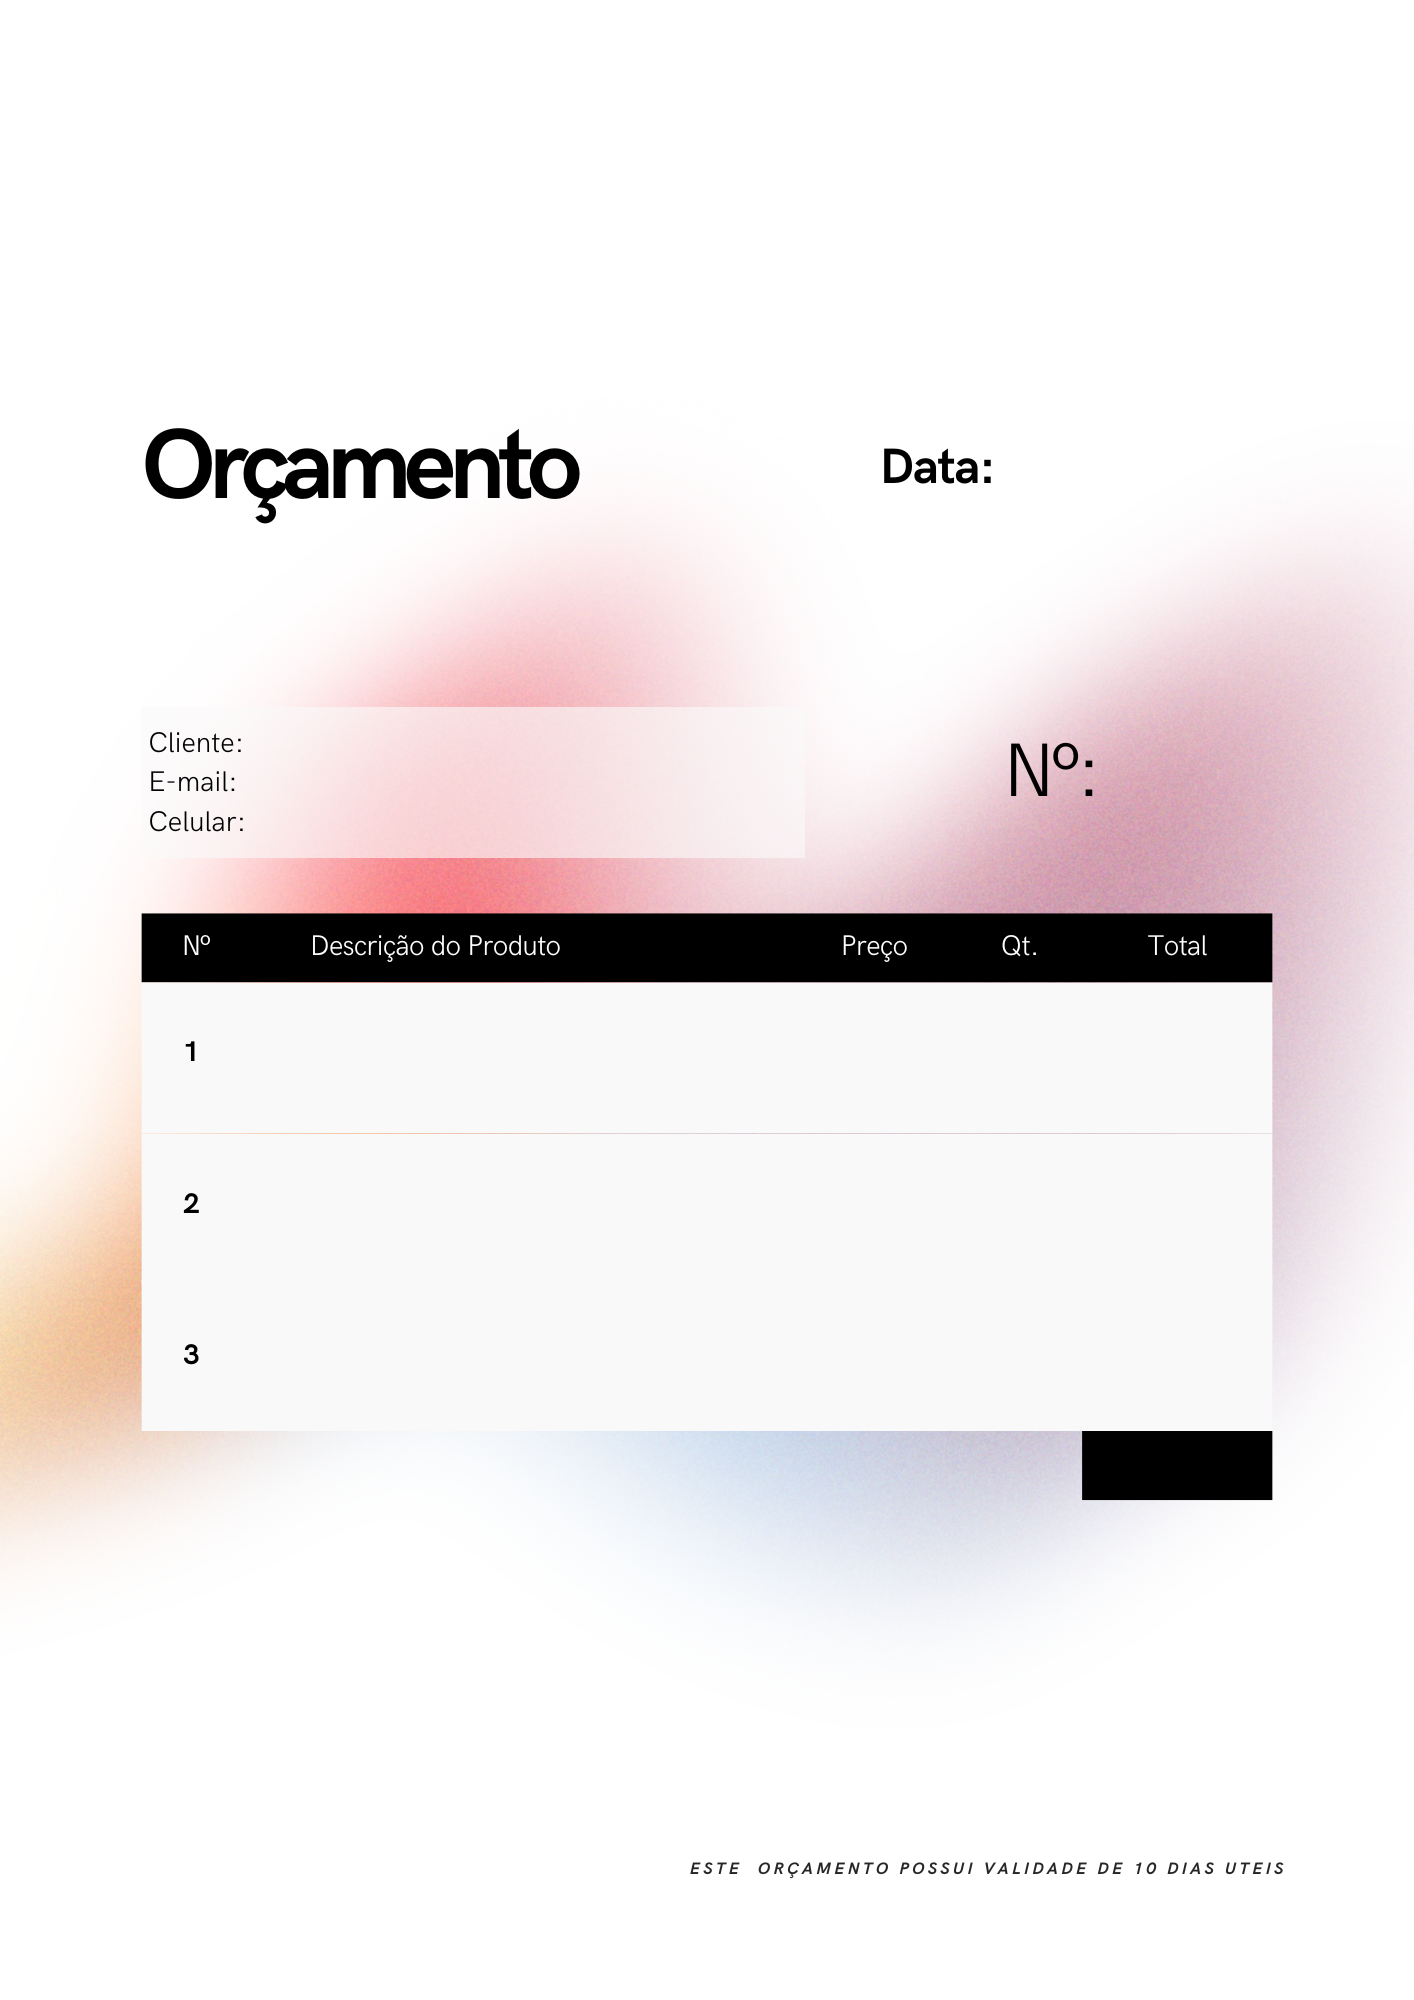 Orçamento
Data:
Cliente:
E-mail:
Celular:
Nº:
Nº Descrição do Produto Preço Qt. Total
1
2
3
ESTE ORÇAMENTO POSSUI VALIDADE DE 10 DIAS UTEIS